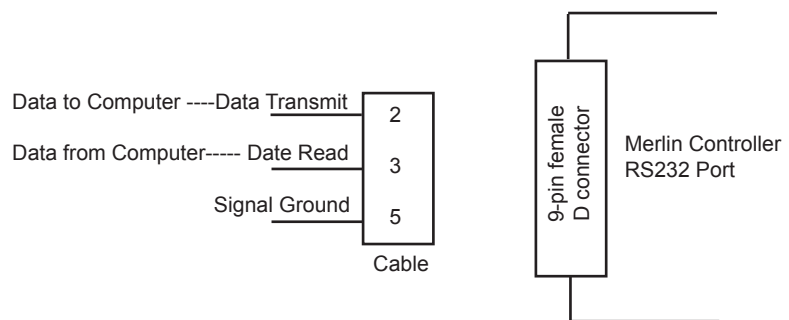 Data to Computer ----Data Transmit
2
Data from Computer----- Date Read
3
Signal Ground
5
Cable
9-pin female
D connector
Merlin Controller
RS232 Port